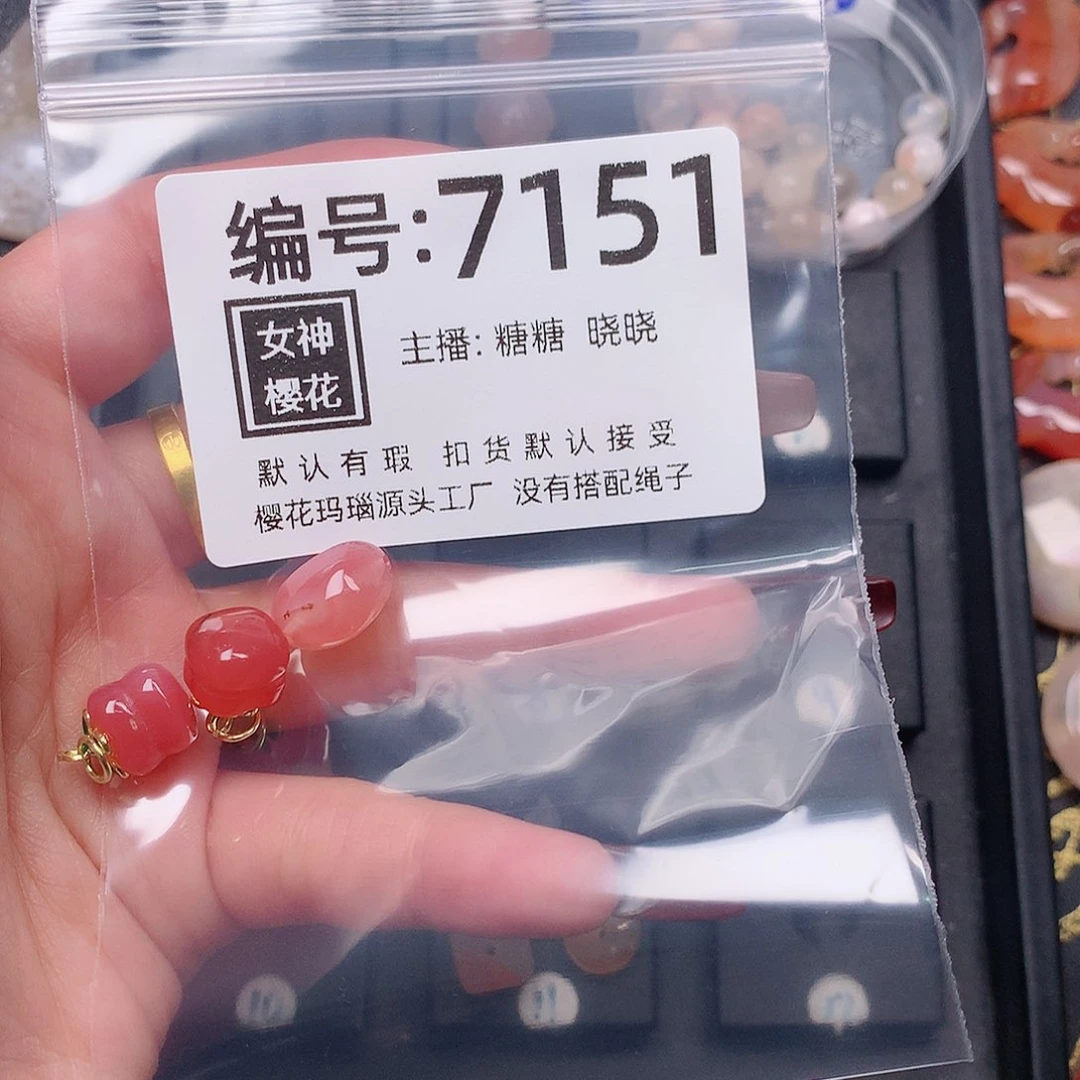 编号:7151
女神
樱花
主播: 糖糖 晓晓
默认有瑕 扣货默认接受
樱花玛瑙源头工厂 没有搭配绳子